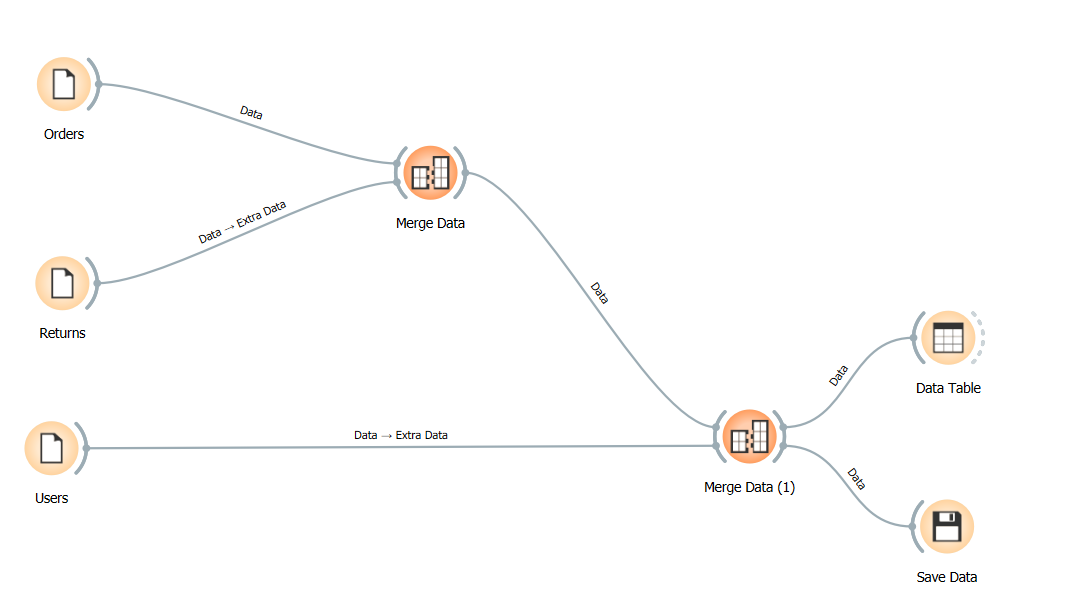 Orders
Data
Merge Data
Data → Extra Data
Returns
Data
Data
Data Table
Data → Extra Data
Users
Merge Data (1)
Data
Save Data